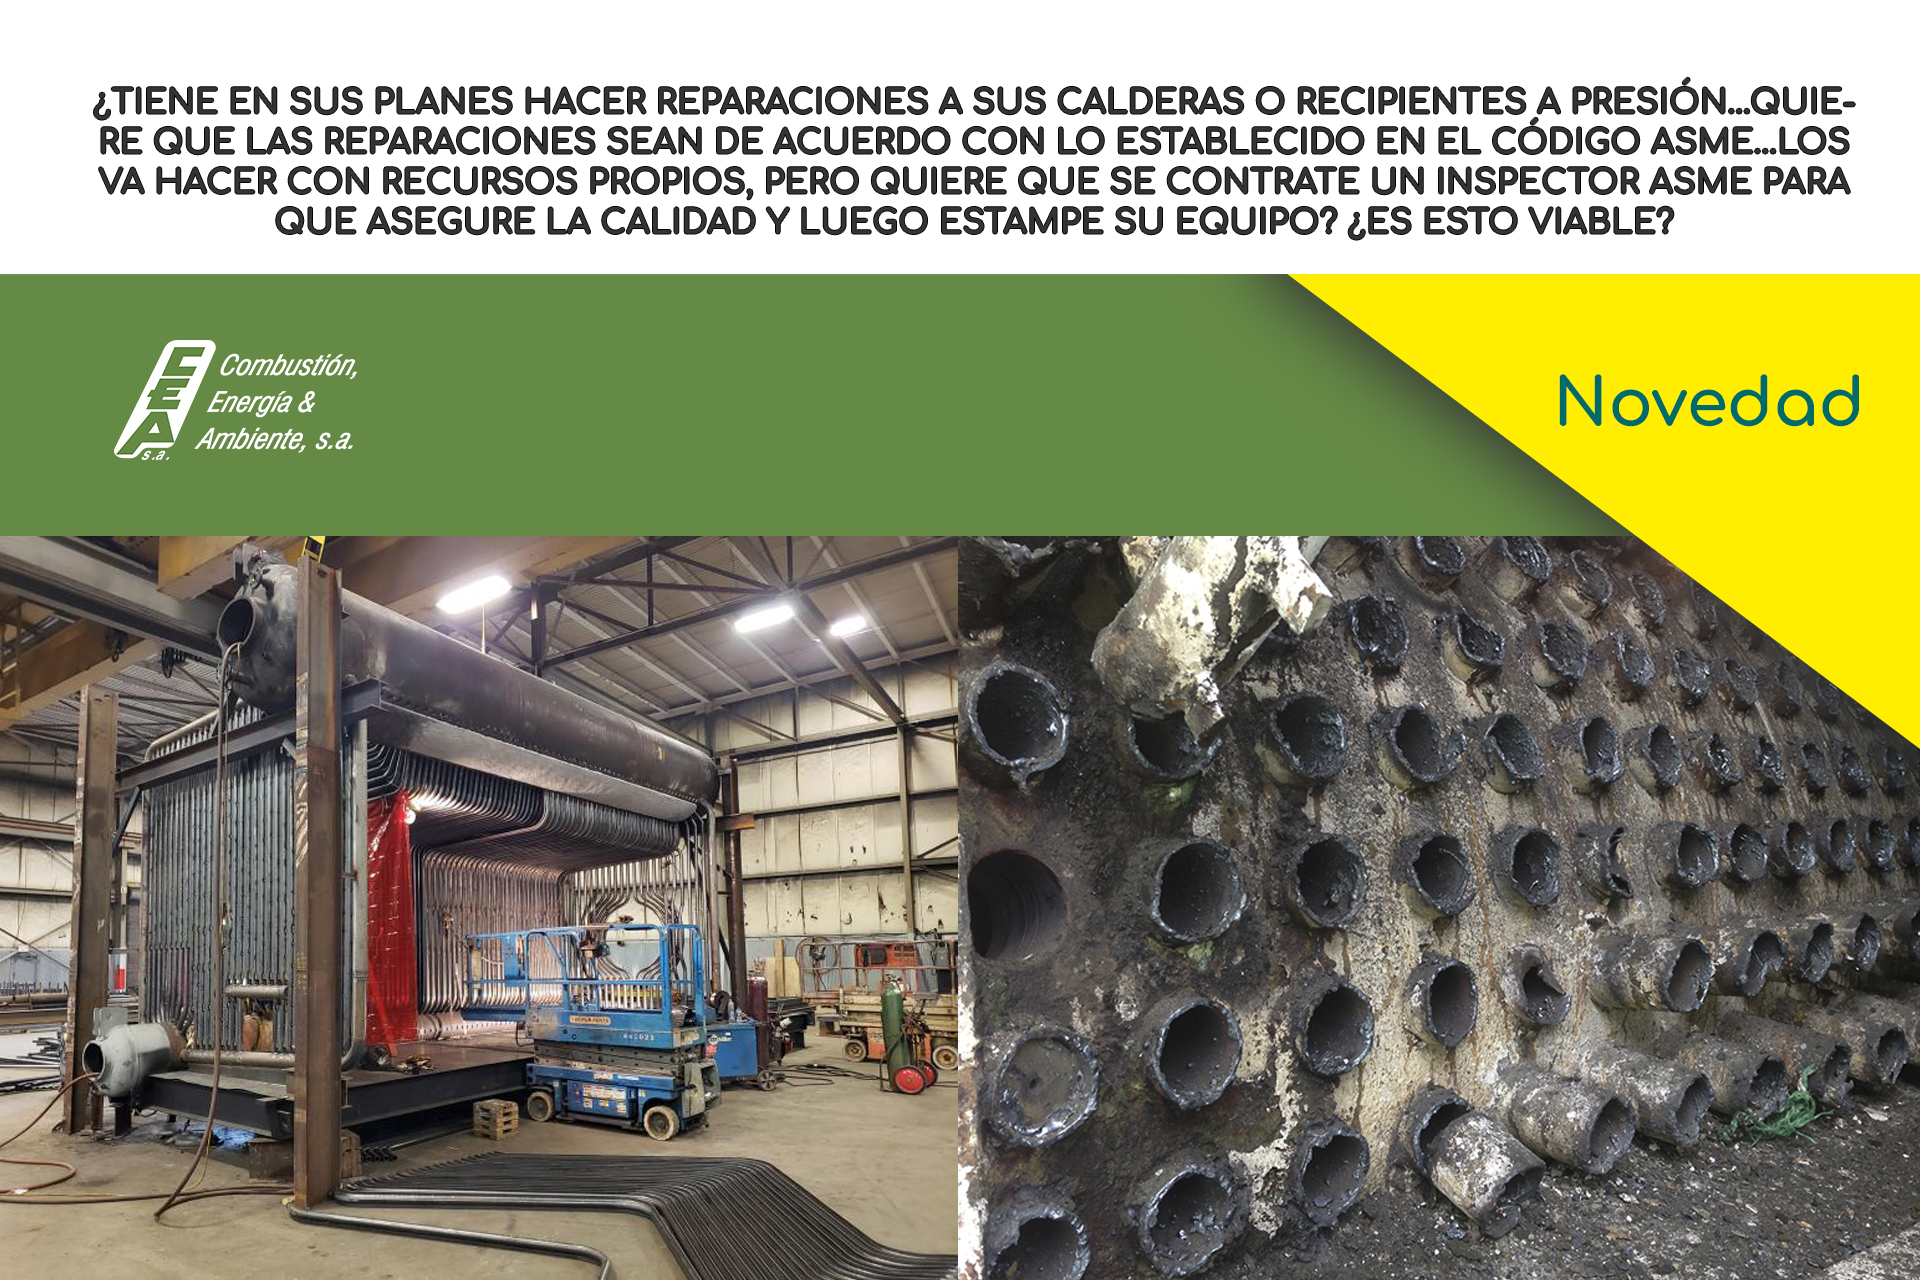 ¿TIENE EN SUS PLANES HACER REPARACIONES A SUS CALDERAS O RECIPIENTES A PRESIÓN...QUIE-
RE QUE LAS REPARACIONES SEAN DE ACUERDO CON LO ESTABLECIDO EN EL CÓDIGO ASME...LOS
VA HACER CON RECURSOS PROPIOS, PERO QUIERE QUE SE CONTRATE UN INSPECTOR ASME PARA
QUE ASEGURE LA CALIDAD Y LUEGO ESTAMPE SU EQUIPO? ¿ES ESTO VIABLE?
CEA
s.a.
Combustión,
Energía &
Ambiente, s.a.
Novedad